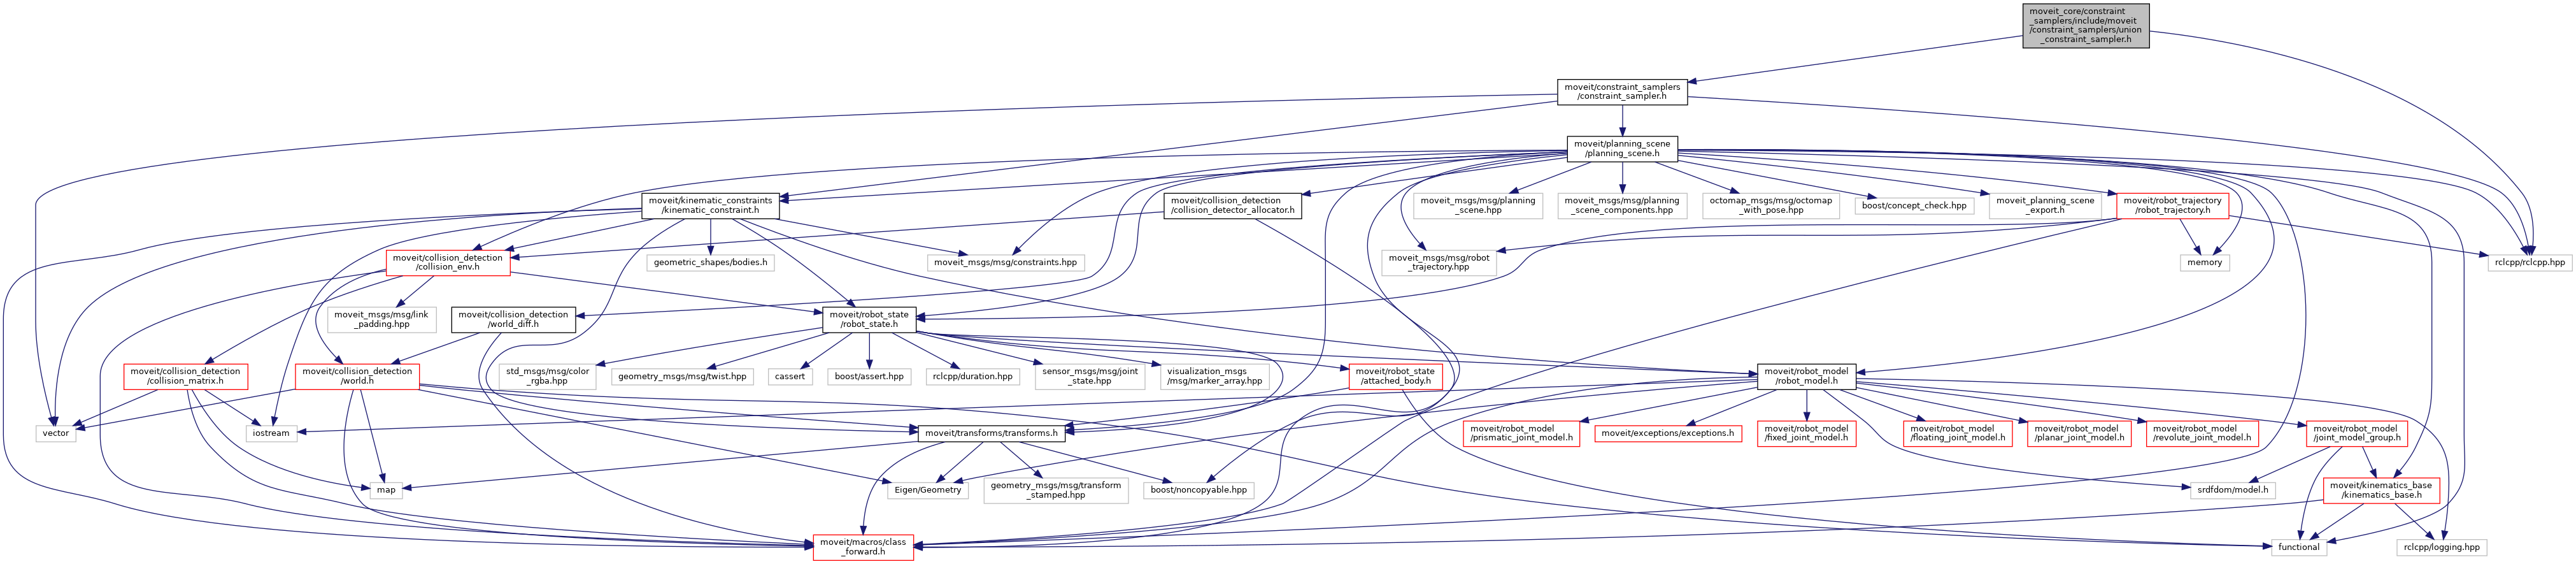 moveit_core/constraint
_samplers/include/moveit
/constraint_samplers/union
_constraint_sampler.h
moveit/constraint_samplers
/constraint_sampler.h
moveit/planning_scene
/planning_scene.h
moveit/kinematic_constraints
/kinematic_constraint.h
moveit/collision_detection
/collision_detector_allocator.h
moveit_msgs/msg/planning
_scene.hpp
moveit_msgs/msg/planning
_scene_components.hpp
octomap_msgs/msg/octomap
_with_pose.hpp
boost/concept_check.hpp
moveit_planning_scene
_export.h
moveit/robot_trajectory
/robot_trajectory.h
moveit/collision_detection
/collision_env.h
geometric_shapes/bodies.h
moveit_msgs/msg/constraints.hpp
moveit_msgs/msg/robot
_trajectory.hpp
memory
rclcpp/rclcpp.hpp
moveit_msgs/msg/link
_padding.hpp
moveit/collision_detection
/world_diff.h
moveit/robot_state
/robot_state.h
moveit/collision_detection
/collision_matrix.h
moveit/collision_detection
/world.h
std_msgs/msg/color
_rgba.hpp
geometry_msgs/msg/twist.hpp
cassert
boost/assert.hpp
rclcpp/duration.hpp
sensor_msgs/msg/joint
_state.hpp
visualization_msgs
/msg/marker_array.hpp
moveit/robot_state
/attached_body.h
moveit/robot_model
/robot_model.h
vector
iostream
moveit/transforms/transforms.h
moveit/robot_model
/prismatic_joint_model.h
moveit/exceptions/exceptions.h
moveit/robot_model
/fixed_joint_model.h
moveit/robot_model
/floating_joint_model.h
moveit/robot_model
/planar_joint_model.h
moveit/robot_model
/revolute_joint_model.h
moveit/robot_model
/joint_model_group.h
map
Eigen/Geometry
geometry_msgs/msg/transform
_stamped.hpp
boost/noncopyable.hpp
srdfdom/model.h
moveit/kinematics_base
/kinematics_base.h
moveit/macros/class
_forward.h
functional
rclcpp/logging.hpp